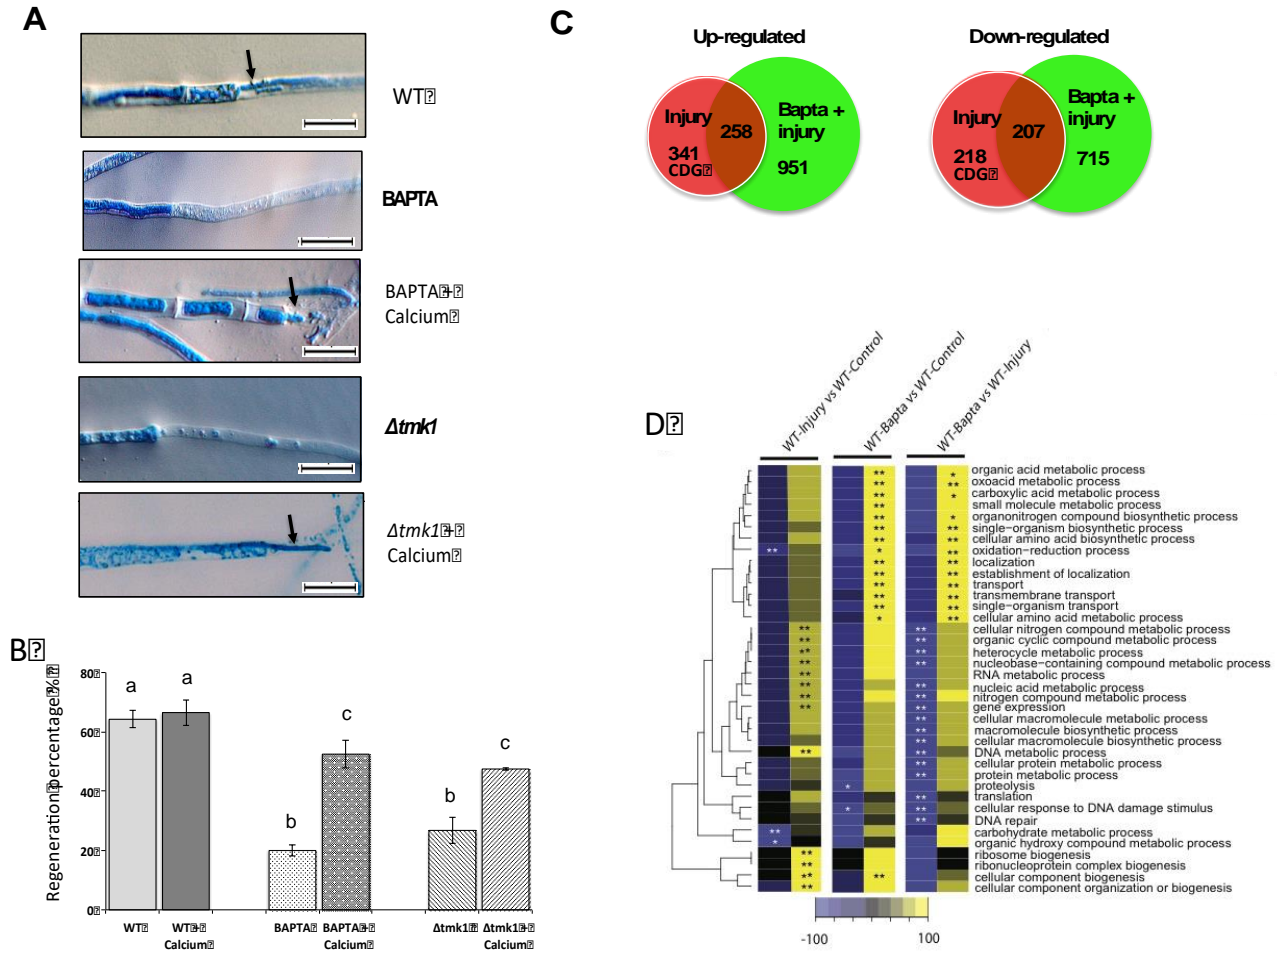 A
WT
BAPTA
BAPTA+
Calcium
Δtmk1
Δtmk1+
Calcium
B
Regeneration percentage %
80
60
40
20
0
a
a
b
c
b
c
WT
WT+
Calcium
BAPTA
BAPTA+
Calcium
Δtmk1
Δtmk1+
Calcium
C
Up-regulated
Injury
341
CDG
258
Bapta +
injury
951
Down-regulated
Injury
218
CDG
207
Bapta +
injury
715
D
WT-Injury vs WT-Control
WT-Bapta vs WT-Control
WT-Bapta vs WT-Injury
organic acid metabolic process
oxoacid metabolic process
carboxylic acid metabolic process
small molecule metabolic process
organonitrogen compound biosynthetic process
single-organism biosynthetic process
cellular amino acid biosynthetic process
oxidation-reduction process
localization
establishment of localization
transport
transmembrane transport
single-organism transport
cellular amino acid metabolic process
cellular nitrogen compound metabolic process
organic cyclic compound metabolic process
heterocycle metabolic process
nucleobase-containing compound metabolic process
RNA metabolic process
nucleic acid metabolic process
nitrogen compound metabolic process
gene expression
cellular macromolecule metabolic process
macromolecule biosynthetic process
cellular macromolecule biosynthetic process
DNA metabolic process
cellular protein metabolic process
protein metabolic process
proteolysis
translation
cellular response to DNA damage stimulus
DNA repair
carbohydrate metabolic process
organic hydroxy compound metabolic process
ribosome biogenesis
ribonucleoprotein complex biogenesis
cellular component biogenesis
cellular component organization or biogenesis
-100
100